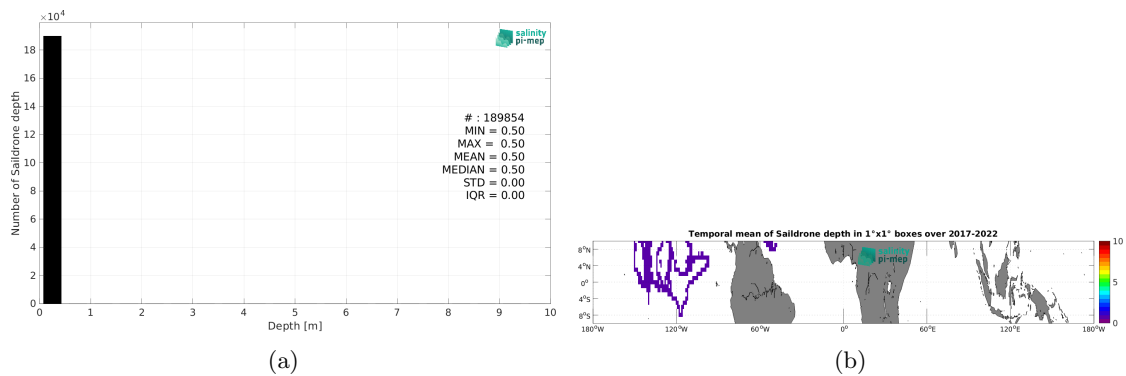 ×10⁴
salinity
pi-mep
18
16
14
12
10
8
6
4
2
0
Number of Saildrone depth
# : 189854
MIN = 0.50
MAX = 0.50
MEAN = 0.50
MEDIAN = 0.50
STD = 0.00
IQR = 0.00
0 1 2 3 4 5 6 7 8 9 10
Depth [m]
(a)
Temporal mean of Saildrone depth in 1°x1° boxes over 2017-2022
salinity
pi-mep
8°N
4°N
0°
4°S
8°S
180°W 120°W 60°W 0° 60°E 120°E 180°W
10
5
0
(b)